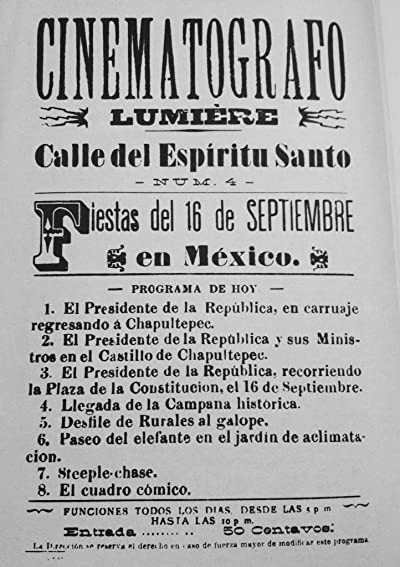 CINEMATOGRAFO
LUMIÈRE
Calle del Espíritu Santo
- NUM. 4 -
Fiestas del 16 de SEPTIEMBRE
en México.
— PROGRAMA DE HOY —
1. El Presidente de la República, en carruaje
regresando á Chapultepec.
2. El Presidente de la República y sus Minis-
tros en el Castillo de Chapultepec.
3. El Presidente de la República, recorriendo
la Plaza de la Constitucion, el 16 de Septiembre.
4. Llegada de la Campana histórica.
5. Desfile de Rurales al galope.
6. Paseo del elefante en el jardin de aclimata-
cion.
7. Steeple-chase.
8. El cuadro cómico.
FUNCIONES TODOS LOS DIAS, DESDE LAS 5 p m
HASTA LAS 10 p m.
Entrada ......... 50 Centavos.
La Dirección se reserva el derecho en caso de fuerza mayor de modificar este programa